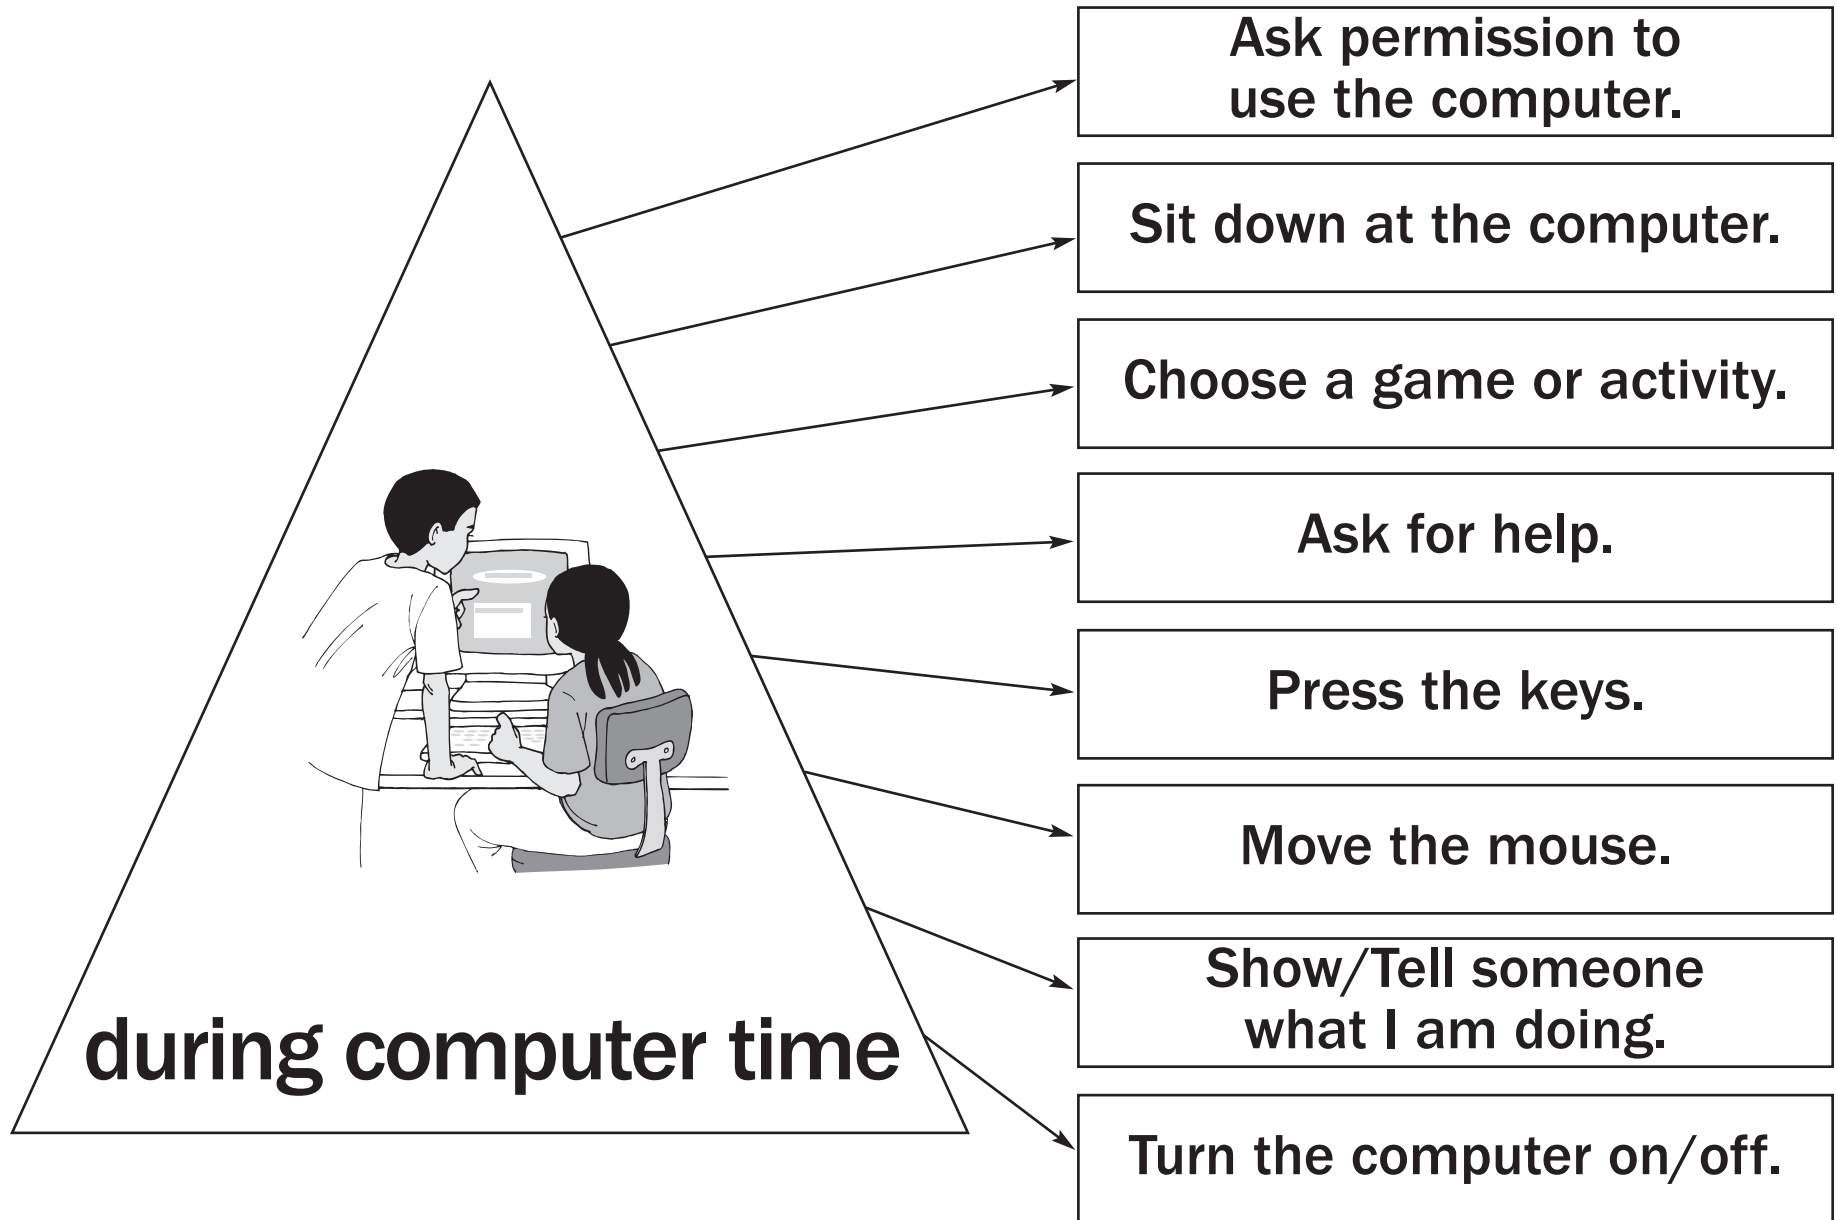 Ask permission to
use the computer.
Sit down at the computer.
Choose a game or activity.
Ask for help.
Press the keys.
Move the mouse.
Show/Tell someone
what I am doing.
during computer time
Turn the computer on/off.